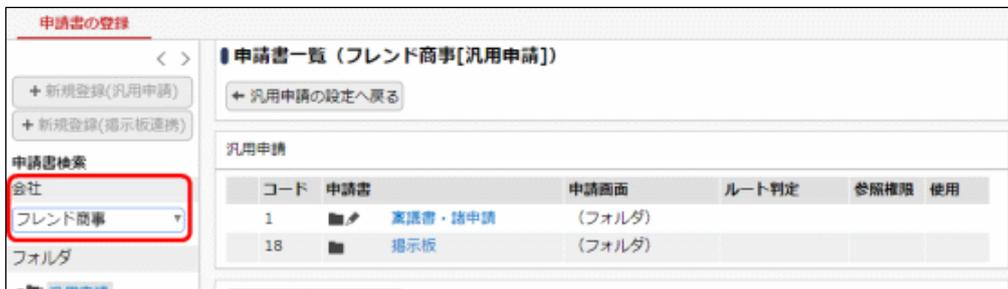 申請書の登録
< >
+ 新規登録(汎用申請)
+ 新規登録(掲示板連携)
申請書検索
会社
フレンド商事
フォルダ
汎用申請
申請書一覧（フレンド商事[汎用申請]）
← 汎用申請の設定へ戻る
汎用申請
コード 申請書 申請画面 ルート判定 参照権限 使用
1 稟議書・諸申請 （フォルダ）
18 掲示板 （フォルダ）